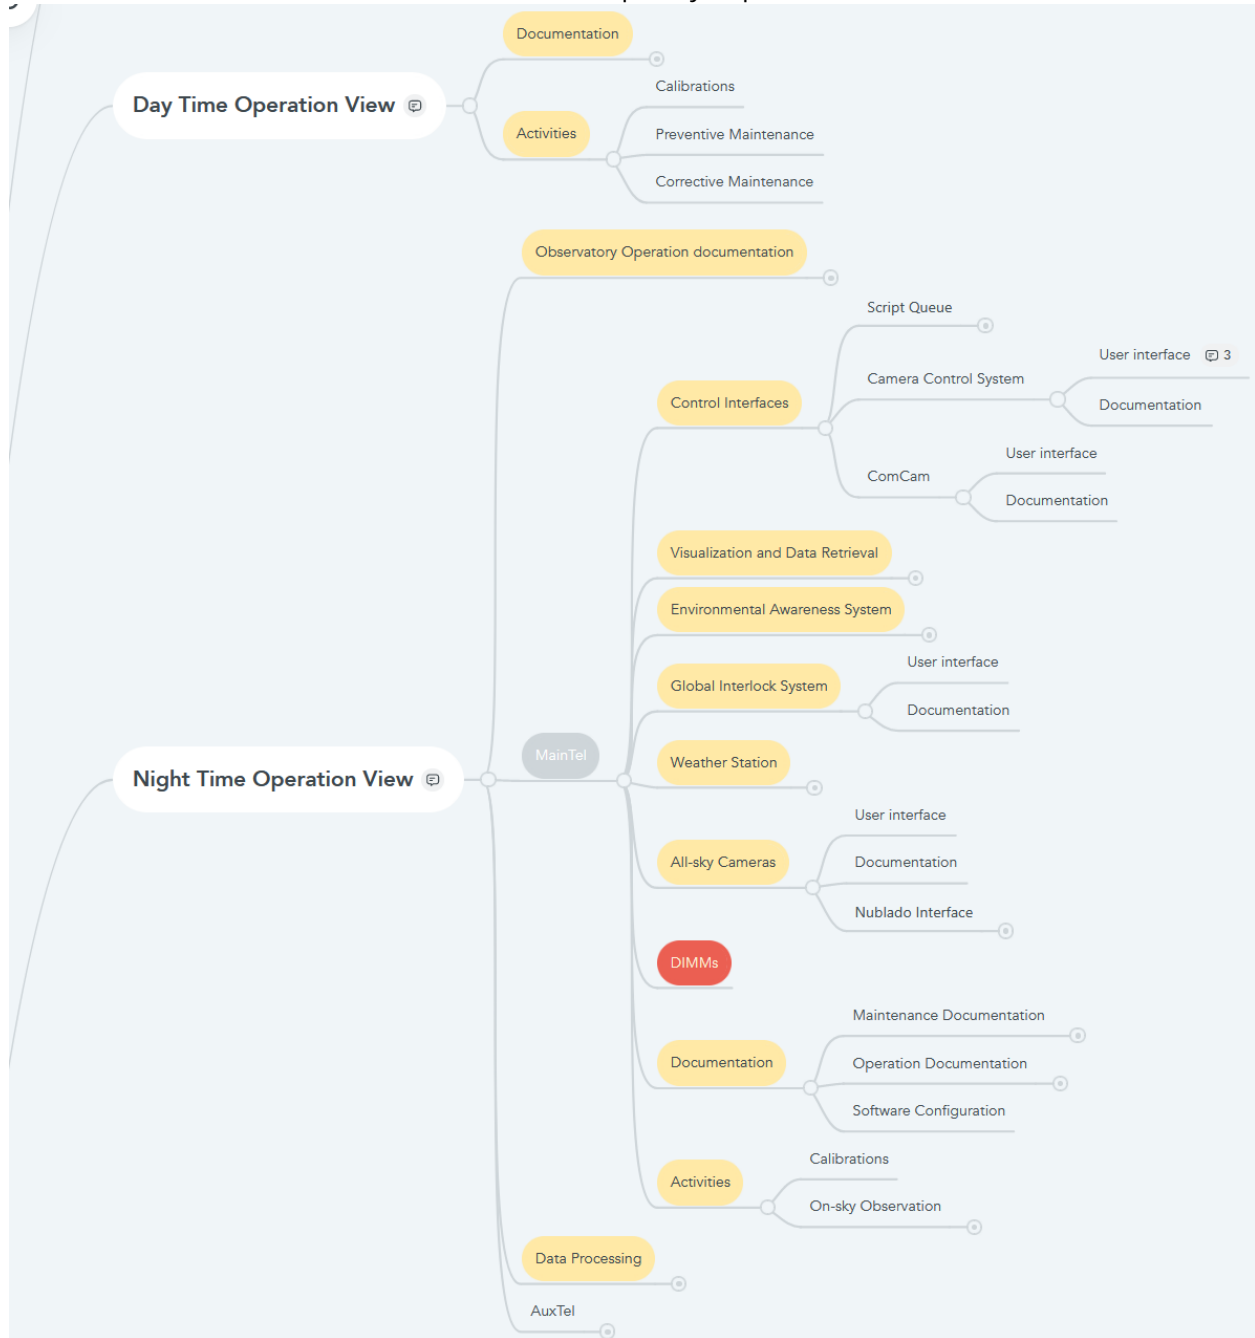 Documentation
Day Time Operation View
Activities
Calibrations
Preventive Maintenance
Corrective Maintenance
Night Time Operation View
Observatory Operation documentation
MainTel
Control Interfaces
Script Queue
Camera Control System
User interface 3
Documentation
ComCam
User interface
Documentation
Visualization and Data Retrieval
Environmental Awareness System
Global Interlock System
User interface
Documentation
Weather Station
All-sky Cameras
User interface
Documentation
Nublado Interface
DIMMs
Documentation
Maintenance Documentation
Operation Documentation
Software Configuration
Activities
Calibrations
On-sky Observation
Data Processing
AuxTel